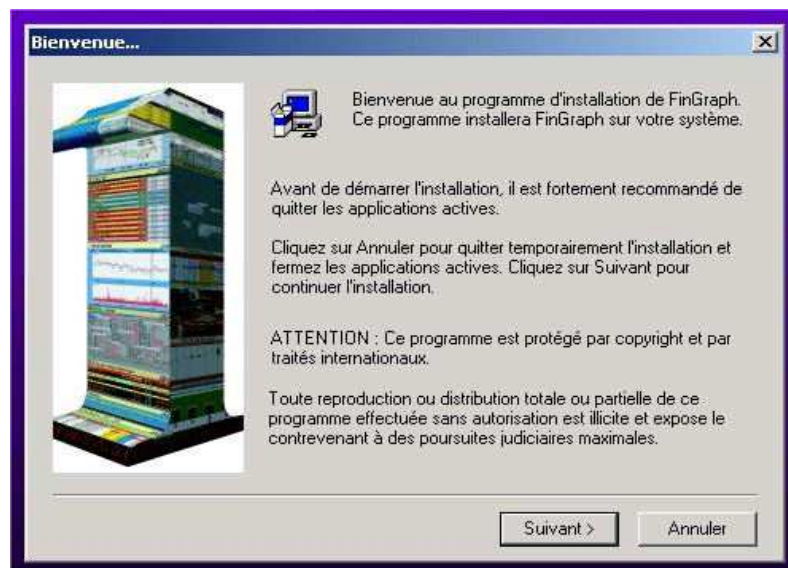 Bienvenue...
Bienvenue au programme d'installation de FinGraph.
Ce programme installera FinGraph sur votre système.
Avant de démarrer l'installation, il est fortement recommandé de
quitter les applications actives.
Cliquez sur Annuler pour quitter temporairement l'installation et
fermez les applications actives. Cliquez sur Suivant pour
continuer l'installation.
ATTENTION : Ce programme est protégé par copyright et par
traités internationaux.
Toute reproduction ou distribution totale ou partielle de ce
programme effectuée sans autorisation est illicite et expose le
contrevenant à des poursuites judiciaires maximales.
Suivant >
Annuler